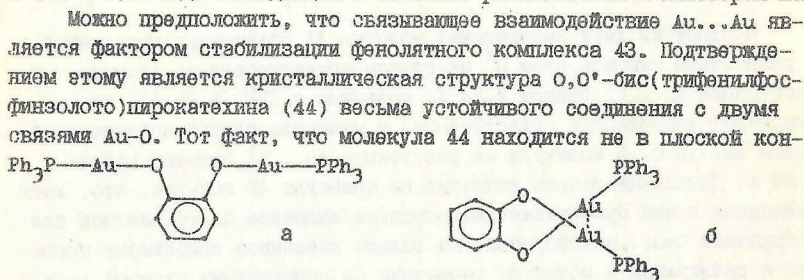 Можно предположить, что связывающее взаимодействие Au...Au яв-
ляется фактором стабилизации фенолятного комплекса 43. Подтвержде-
нием этому является кристаллическая структура O,O'-бис(трифенилфос-
финзолото)пирокатехина (44) весьма устойчивого соединения с двумя
связями Au-O. Тот факт, что молекула 44 находится не в плоской кон-
Ph3P—Au—O O—Au—PPh3
а
PPh3
O Au
O Au
PPh3
б